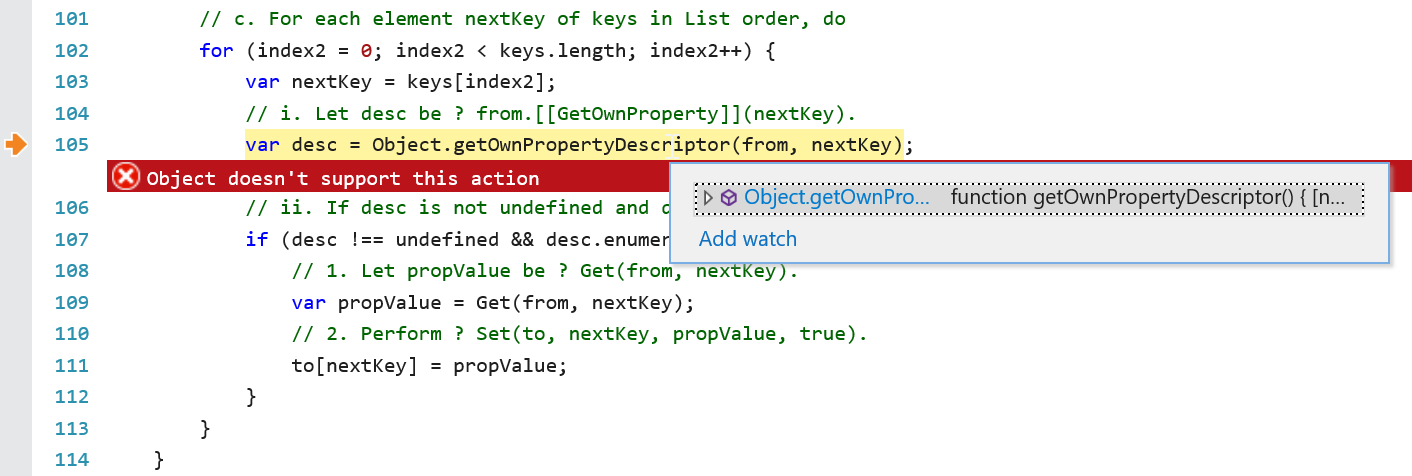 101 // c. For each element nextKey of keys in List order, do
102 for (index2 = 0; index2 < keys.length; index2++) {
103 var nextKey = keys[index2];
104 // i. Let desc be ? from.[[GetOwnProperty]](nextKey).
105 var desc = Object.getOwnPropertyDescriptor(from, nextKey);
Object doesn't support this action
Object.getOwnPro... function getOwnPropertyDescriptor() { [n...
Add watch
106 // ii. If desc is not undefined and d
107 if (desc !== undefined && desc.enumer
108 // 1. Let propValue be ? Get(from, nextKey).
109 var propValue = Get(from, nextKey);
110 // 2. Perform ? Set(to, nextKey, propValue, true).
111 to[nextKey] = propValue;
112 }
113 }
114 }